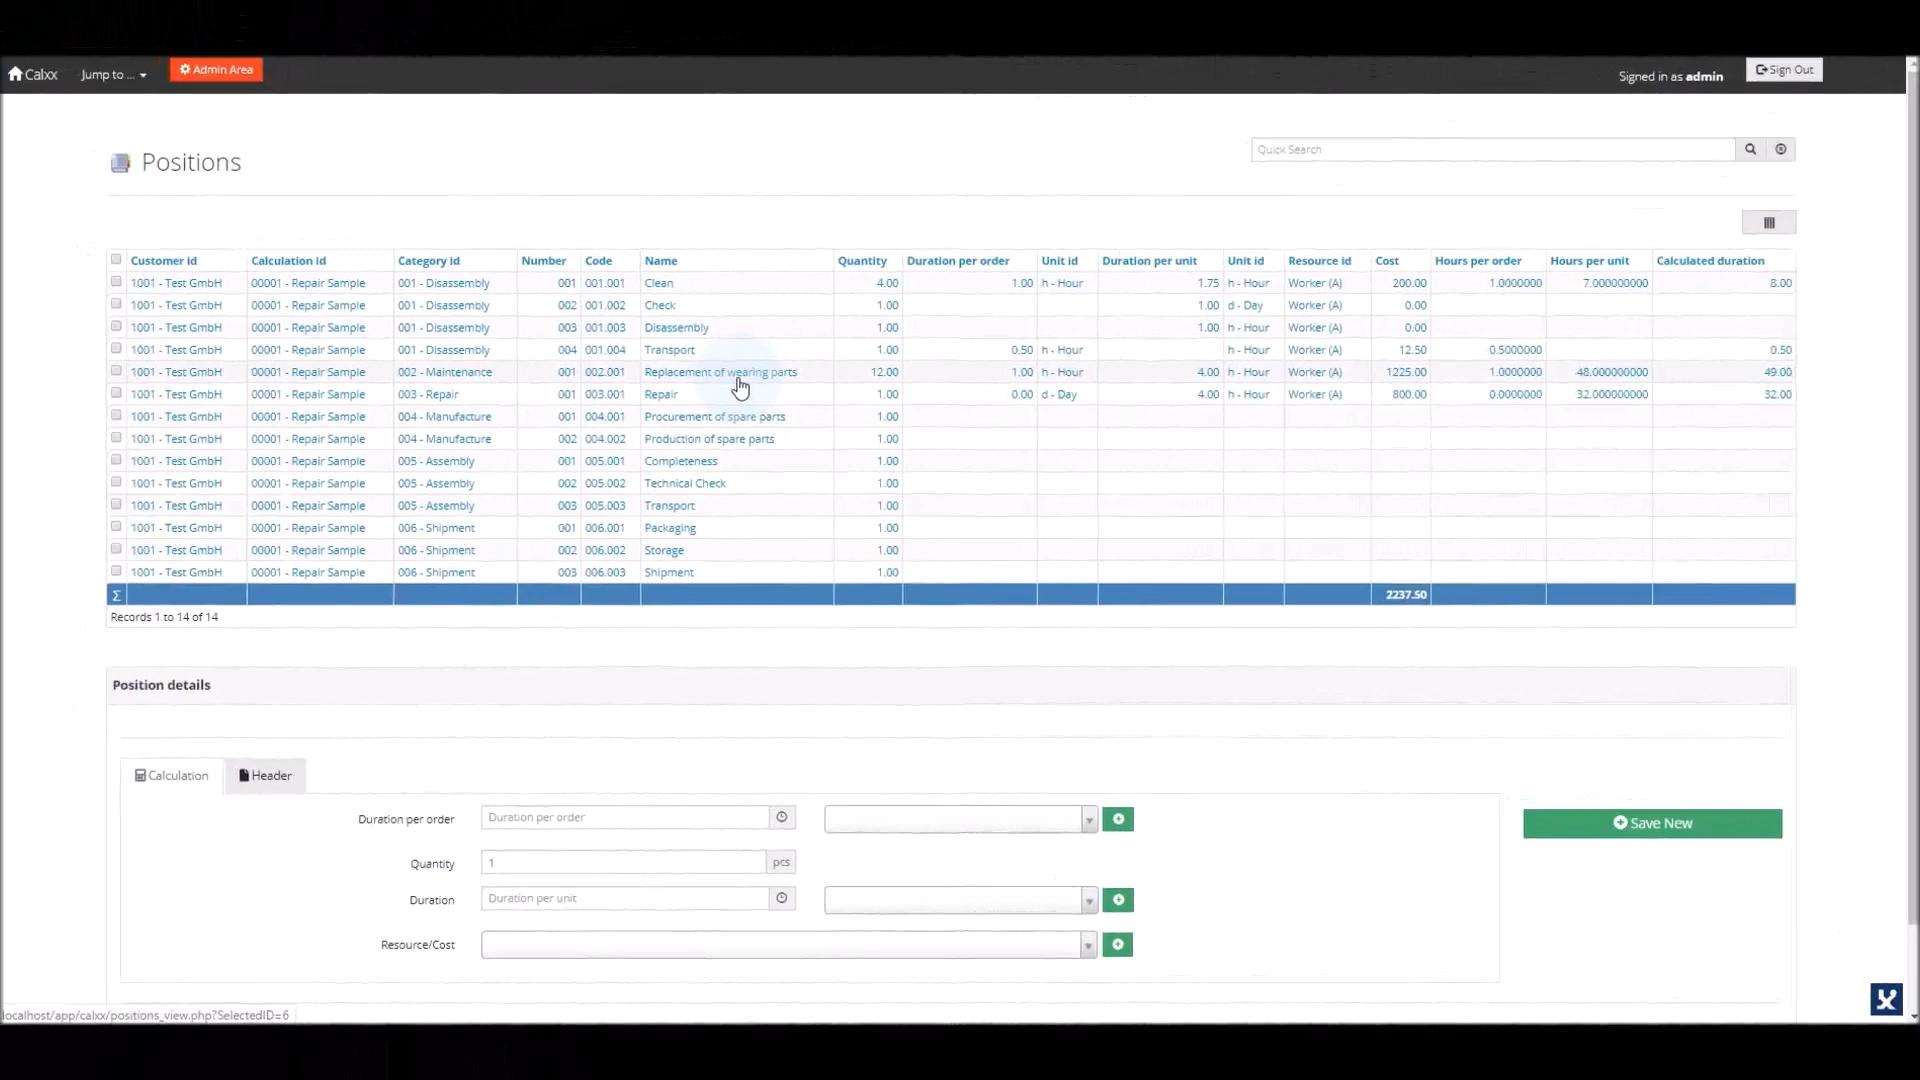 Calxx Jump to ... Admin Area Signed in as admin Sign Out
Positions Quick Search
Customer id Calculation id Category id Number Code Name Quantity Duration per order Unit id Duration per unit Unit id Resource id Cost Hours per order Hours per unit Calculated duration
1001 - Test GmbH 00001 - Repair Sample 001 - Disassembly 001 001.001 Clean 4.00 1.00 h - Hour 1.75 h - Hour Worker (A) 200.00 1.0000000 7.000000000 8.00
1001 - Test GmbH 00001 - Repair Sample 001 - Disassembly 002 001.002 Check 1.00 1.00 d - Day Worker (A) 0.00
1001 - Test GmbH 00001 - Repair Sample 001 - Disassembly 003 001.003 Disassembly 1.00 1.00 h - Hour Worker (A) 0.00
1001 - Test GmbH 00001 - Repair Sample 001 - Disassembly 004 001.004 Transport 1.00 0.50 h - Hour h - Hour Worker (A) 12.50 0.5000000 0.50
1001 - Test GmbH 00001 - Repair Sample 002 - Maintenance 001 002.001 Replacement of wearing parts 12.00 1.00 h - Hour 4.00 h - Hour Worker (A) 1225.00 1.0000000 48.000000000 49.00
1001 - Test GmbH 00001 - Repair Sample 003 - Repair 001 003.001 Repair 1.00 0.00 d - Day 4.00 h - Hour Worker (A) 800.00 0.0000000 32.000000000 32.00
1001 - Test GmbH 00001 - Repair Sample 004 - Manufacture 001 004.001 Procurement of spare parts 1.00
1001 - Test GmbH 00001 - Repair Sample 004 - Manufacture 002 004.002 Production of spare parts 1.00
1001 - Test GmbH 00001 - Repair Sample 005 - Assembly 001 005.001 Completeness 1.00
1001 - Test GmbH 00001 - Repair Sample 005 - Assembly 002 005.002 Technical Check 1.00
1001 - Test GmbH 00001 - Repair Sample 005 - Assembly 003 005.003 Transport 1.00
1001 - Test GmbH 00001 - Repair Sample 006 - Shipment 001 006.001 Packaging 1.00
1001 - Test GmbH 00001 - Repair Sample 006 - Shipment 002 006.002 Storage 1.00
1001 - Test GmbH 00001 - Repair Sample 006 - Shipment 003 006.003 Shipment 1.00
Σ 2237.50
Records 1 to 14 of 14
Position details
Calculation Header
Duration per order Duration per order
Save New
Quantity 1 pcs
Duration Duration per unit
Resource/Cost
localhost/app/calxx/positions_view.php?SelectedID=6